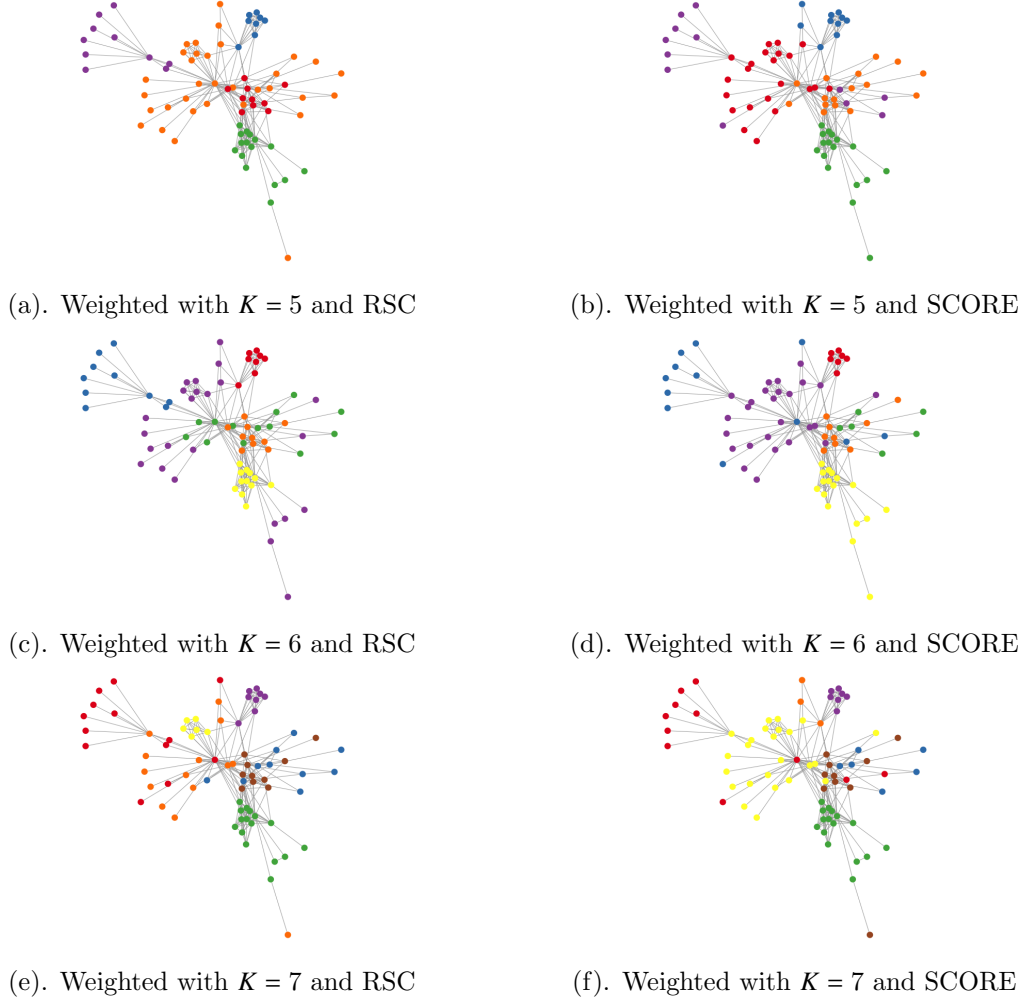 (a). Weighted with K = 5 and RSC
(b). Weighted with K = 5 and SCORE
(c). Weighted with K = 6 and RSC
(d). Weighted with K = 6 and SCORE
(e). Weighted with K = 7 and RSC
(f). Weighted with K = 7 and SCORE